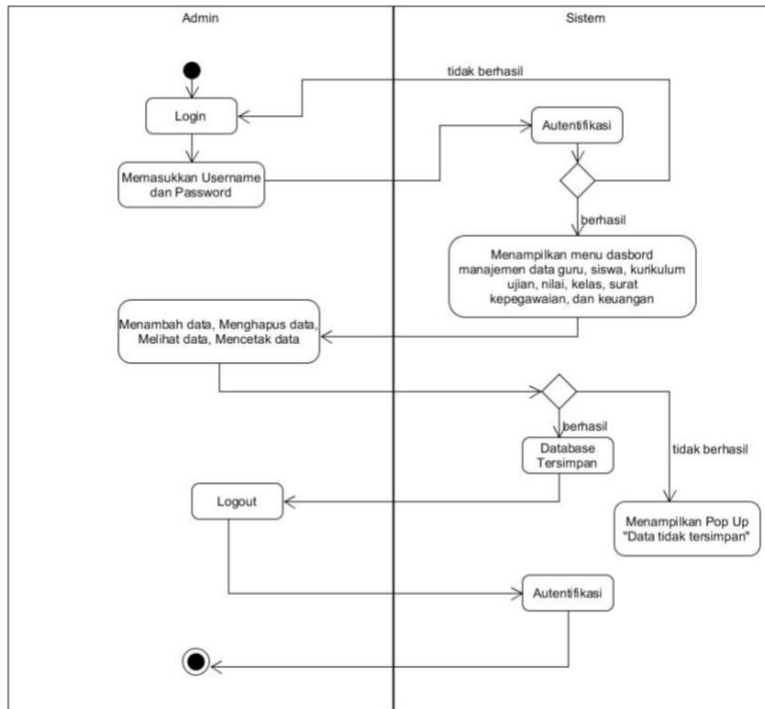 Admin
Sistem
tidak berhasil
Login
Autentifikasi
Memasukkan Username
dan Password
berhasil
Menampilkan menu dasbord
manajemen data guru, siswa, kurikulum
ujian, nilai, kelas, surat
kepegawaian, dan keuangan
Menambah data, Menghapus data,
Melihat data, Mencetak data
berhasil
Database
Tersimpan
tidak berhasil
Logout
Menampilkan Pop Up
"Data tidak tersimpan"
Autentifikasi